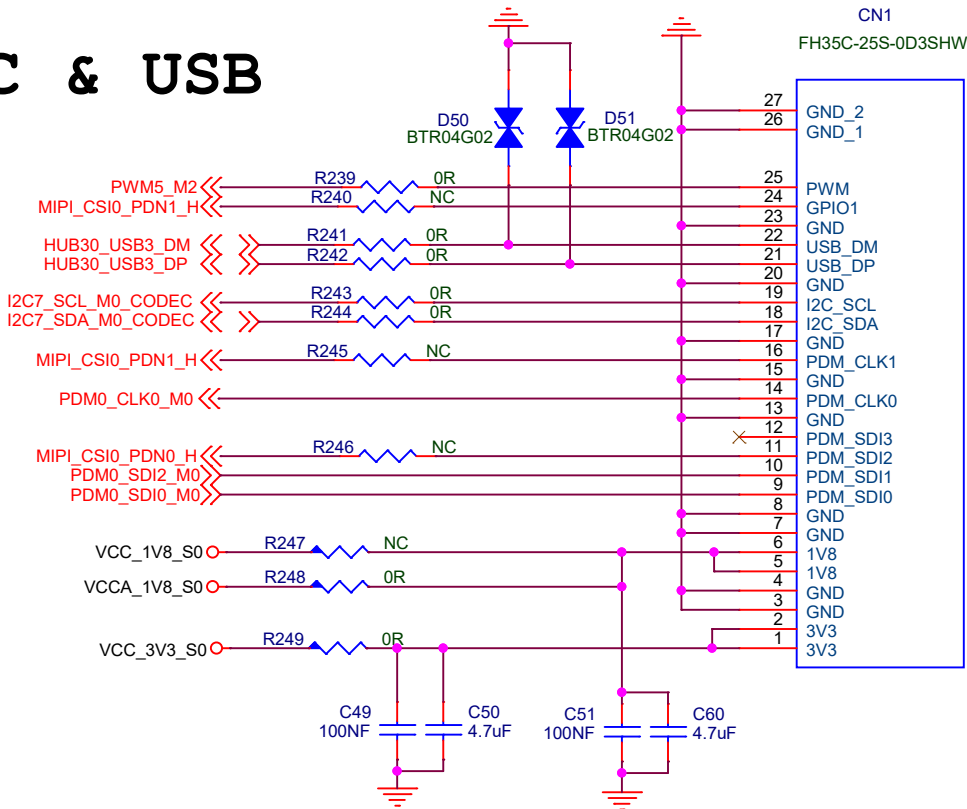 C & USB
CN1
FH35C-25S-0D3SHW
D50
BTR04G02
D51
BTR04G02
27 GND_2
26 GND_1
PWM5_M2 R239 0R 25 PWM
MIPI_CSI0_PDN1_H R240 NC 24 GPIO1
23 GND
HUB30_USB3_DM R241 0R 22 USB_DM
HUB30_USB3_DP R242 0R 21 USB_DP
20 GND
I2C7_SCL_M0_CODEC R243 0R 19 I2C_SCL
I2C7_SDA_M0_CODEC R244 0R 18 I2C_SDA
17 GND
MIPI_CSI0_PDN1_H R245 NC 16 PDM_CLK1
15 GND
PDM0_CLK0_M0 14 PDM_CLK0
13 GND
12 PDM_SDI3
MIPI_CSI0_PDN0_H R246 NC 11 PDM_SDI2
PDM0_SDI2_M0 10 PDM_SDI1
PDM0_SDI0_M0 9 PDM_SDI0
8 GND
7 GND
VCC_1V8_S0 R247 NC 6 1V8
5 1V8
VCCA_1V8_S0 R248 0R 4 GND
3 GND
2 3V3
VCC_3V3_S0 R249 0R 1 3V3
C49
100NF
C50
4.7uF
C51
100NF
C60
4.7uF